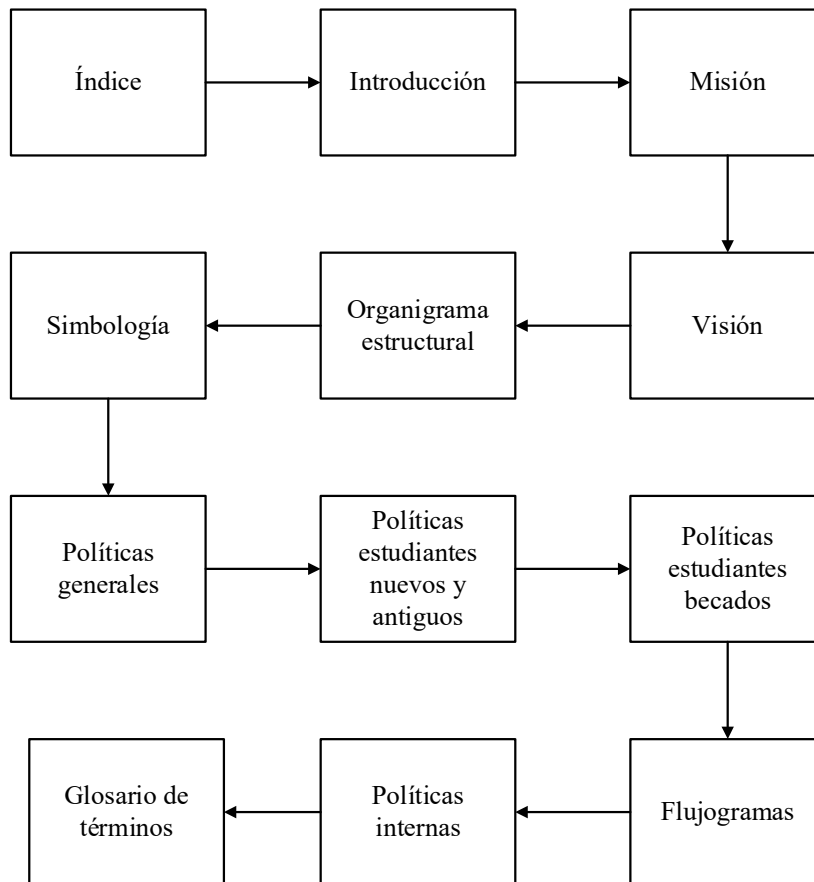 Índice
Introducción
Misión
Visión
Organigrama
estructural
Simbología
Políticas
generales
Políticas
estudiantes
nuevos y
antiguos
Políticas
estudiantes
becados
Flujogramas
Políticas
internas
Glosario de
términos